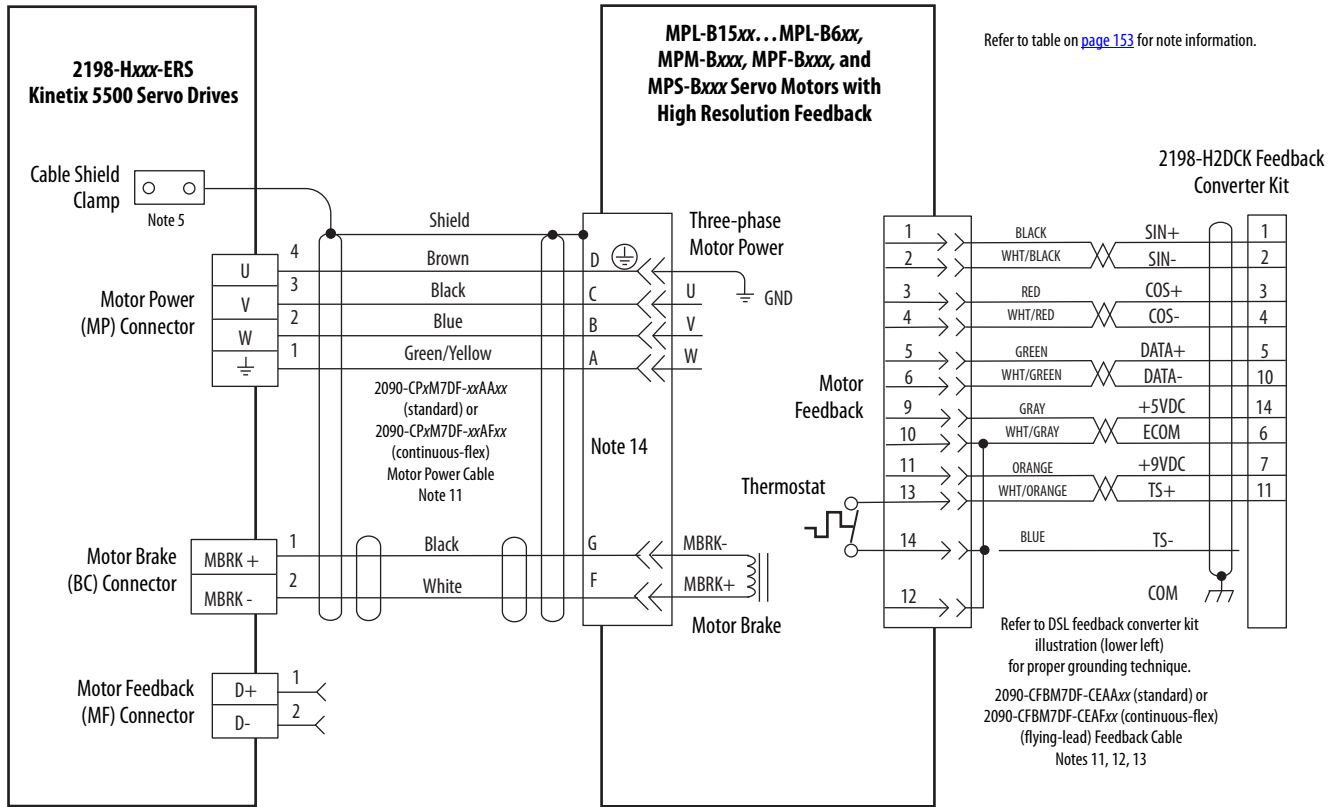 2198-Hxxx-ERS
Kinetix 5500 Servo Drives
MPL-B15xx…MPL-B6xx,
MPM-Bxxx, MPF-Bxxx, and
MPS-Bxxx Servo Motors with
High Resolution Feedback
Refer to table on page 153 for note information.
2198-H2DCK Feedback
Converter Kit
Cable Shield
Clamp
Note 5
Shield
Three-phase
Motor Power
Motor Power
(MP) Connector
U 4 Brown D
V 3 Black C U GND
W 2 Blue B V
1 Green/Yellow A W
2090-CPxM7DF-xxAAxx
(standard) or
2090-CPxM7DF-xxAFxx
(continuous-flex)
Motor Power Cable
Note 11
Note 14
Motor Brake
(BC) Connector
MBRK + 1 Black G MBRK-
MBRK - 2 White F MBRK+
Motor Brake
Motor Feedback
(MF) Connector
D+ 1
D- 2
Motor
Feedback
Thermostat
1 BLACK SIN+ 1
2 WHT/BLACK SIN- 2
3 RED COS+ 3
4 WHT/RED COS- 4
5 GREEN DATA+ 5
6 WHT/GREEN DATA- 10
9 GRAY +5VDC 14
10 WHT/GRAY ECOM 6
11 ORANGE +9VDC 7
13 WHT/ORANGE TS+ 11
14 BLUE TS-
12 COM
Refer to DSL feedback converter kit
illustration (lower left)
for proper grounding technique.
2090-CFBM7DF-CEAAxx (standard) or
2090-CFBM7DF-CEAFxx (continuous-flex)
(flying-lead) Feedback Cable
Notes 11, 12, 13